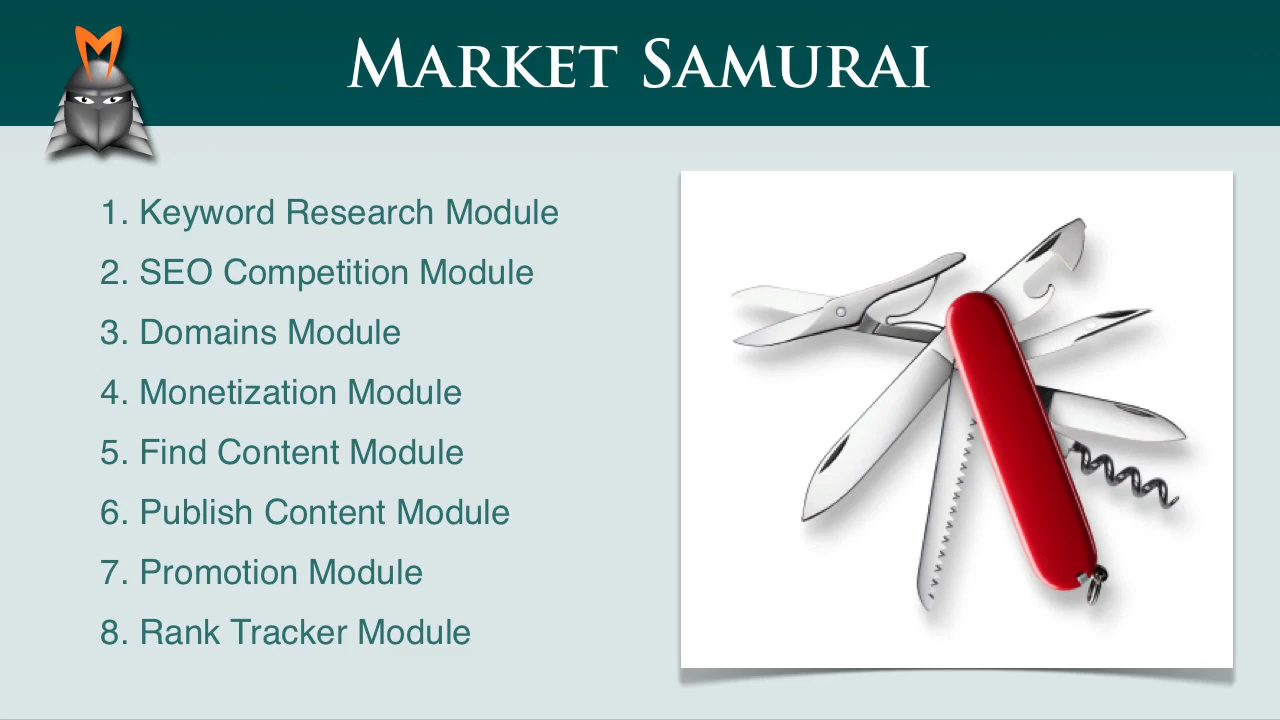 Market Samurai
1. Keyword Research Module
2. SEO Competition Module
3. Domains Module
4. Monetization Module
5. Find Content Module
6. Publish Content Module
7. Promotion Module
8. Rank Tracker Module